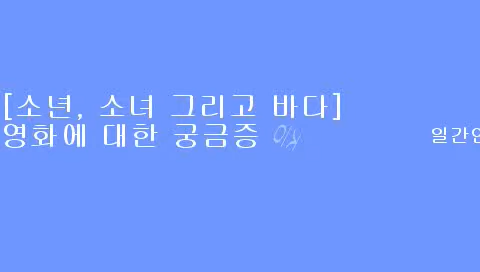 [소년, 소녀 그리고 바다]
영화에 대한 궁금증
일간인